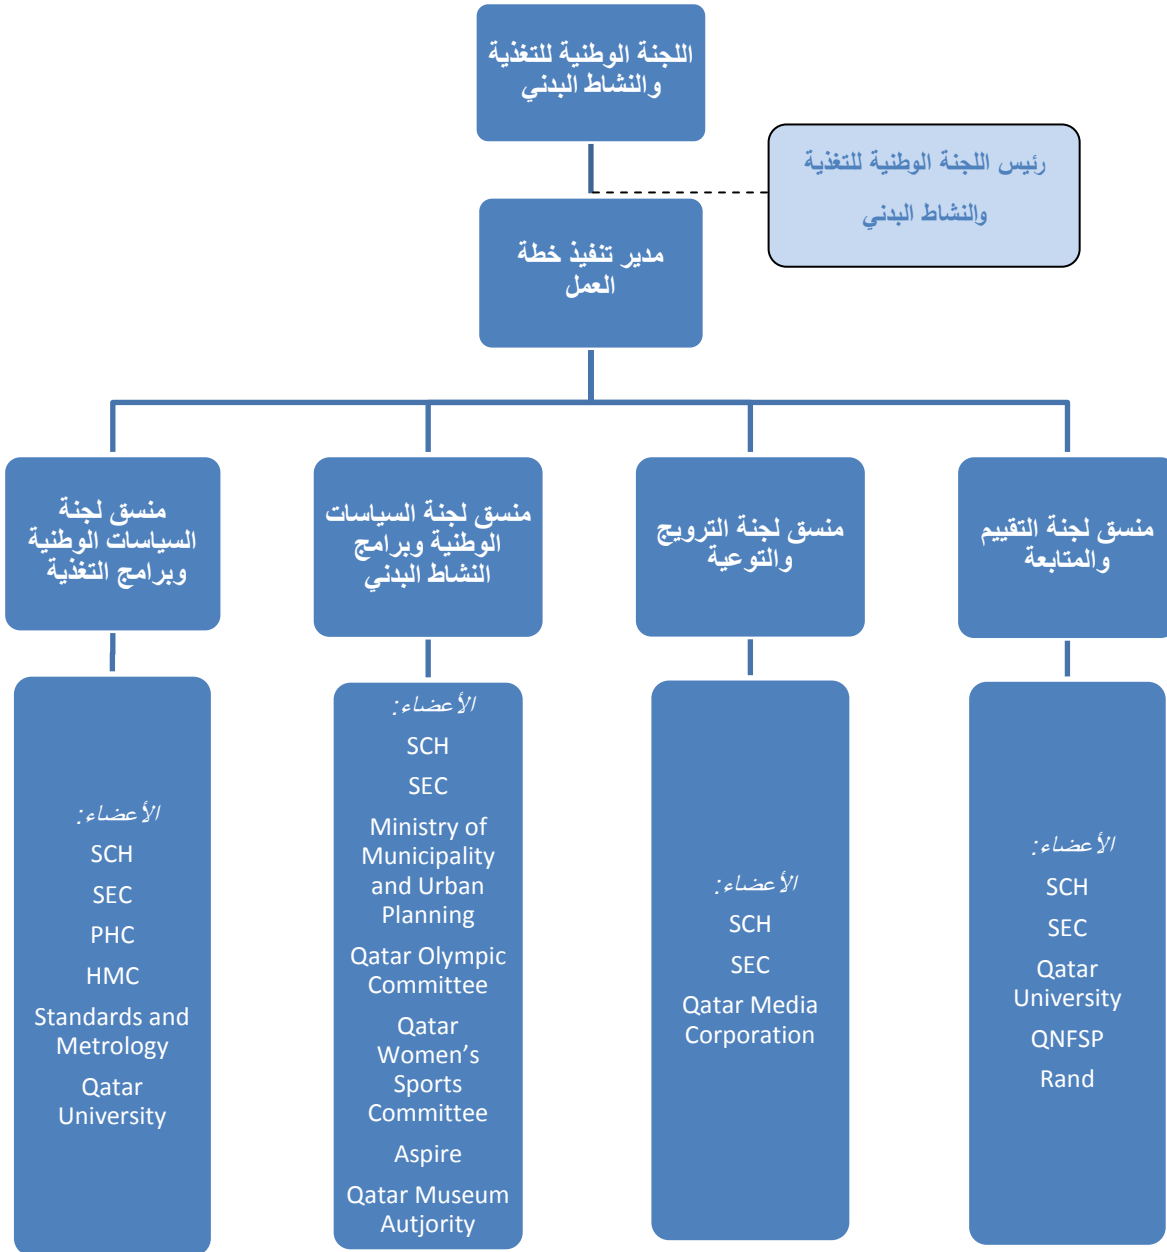 اللجنة الوطنية للتغذية
والنشاط البدني
رئيس اللجنة الوطنية للتغذية
والنشاط البدني
مدير تنفيذ خطة
العمل
منسق لجنة
السياسات الوطنية
وبرامج التغذية
منسق لجنة السياسات
الوطنية وبرامج
النشاط البدني
منسق لجنة الترويج
والتوعية
منسق لجنة التقييم
والمتابعة
الأعضاء:
SCH
SEC
PHC
HMC
Standards and
Metrology
Qatar
University
الأعضاء:
SCH
SEC
Ministry of
Municipality
and Urban
Planning
Qatar Olympic
Committee
Qatar
Women’s
Sports
Committee
Aspire
Qatar Museum
Autjority
الأعضاء:
SCH
SEC
Qatar Media
Corporation
الأعضاء:
SCH
SEC
Qatar
University
QNFSP
Rand